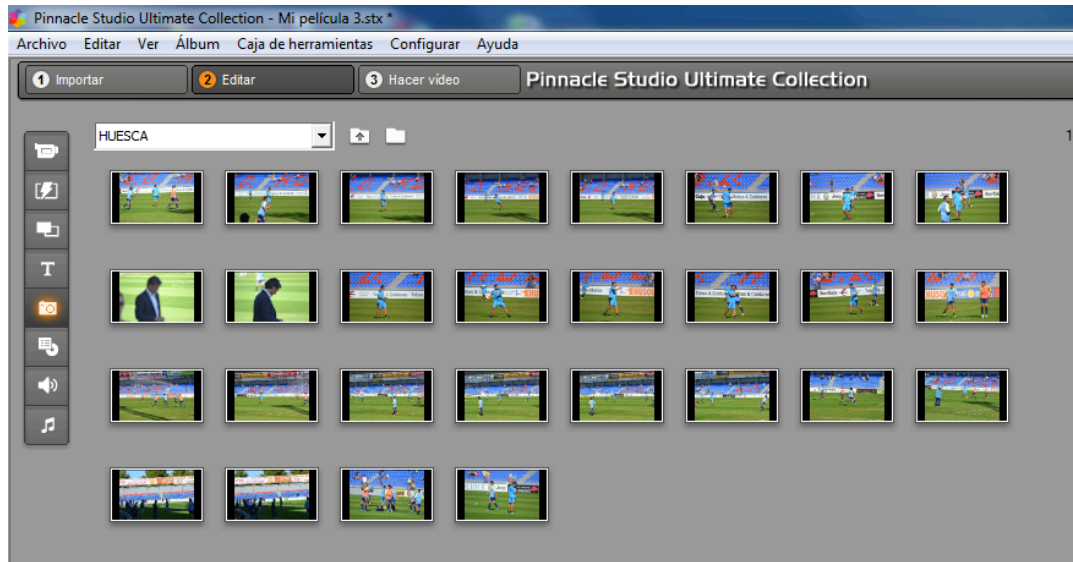 Pinnacle Studio Ultimate Collection - Mi película 3.stx *
Archivo Editar Ver Álbum Caja de herramientas Configurar Ayuda
1 Importar 2 Editar 3 Hacer vídeo Pinnacle Studio Ultimate Collection
HUESCA 1
T